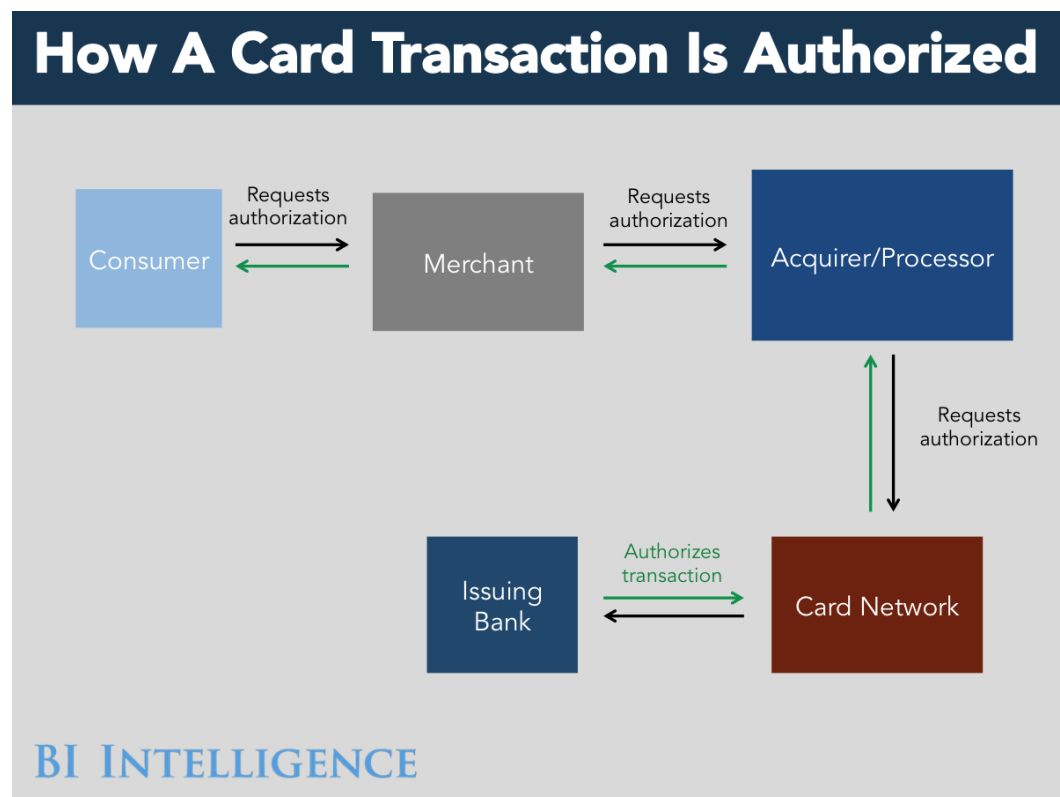 How A Card Transaction Is Authorized
Requests
authorization
Requests
authorization
Consumer
Merchant
Acquirer/Processor
Requests
authorization
Authorizes
transaction
Issuing
Bank
Card Network
BI INTELLIGENCE